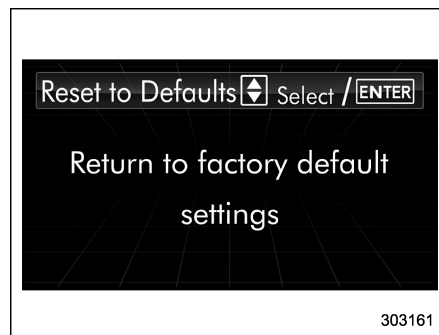 Reset to Defaults Select / ENTER
Return to factory default
settings
303161